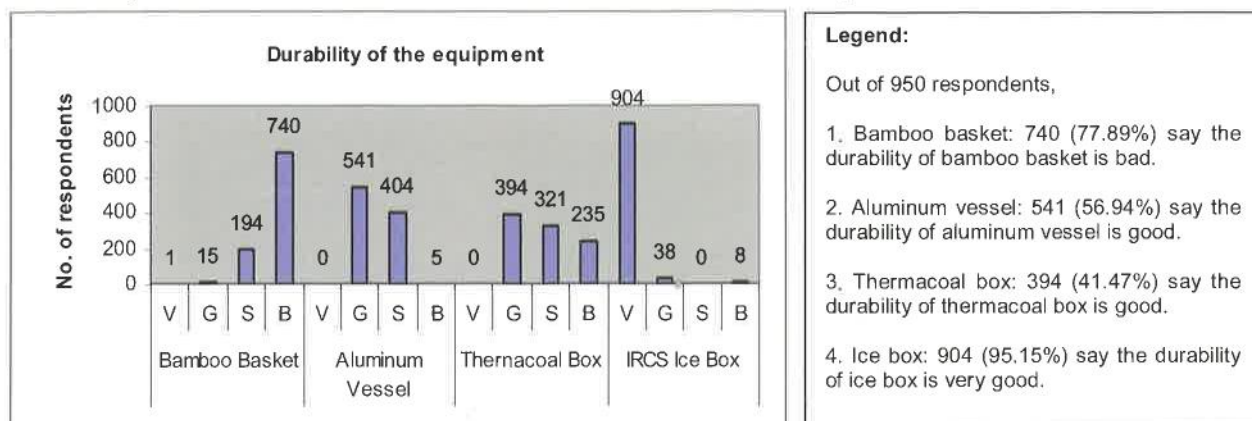 Durability of the equipment
No. of respondents
1000
800
600
400
200
0
1 15 194 740 0 541 404 5 0 394 321 235 904 38 0 8
V G S B V G S B V G S B V G S B
Bamboo Basket Aluminum Vessel Thernacoal Box IRCS Ice Box
Legend:
Out of 950 respondents,
1. Bamboo basket: 740 (77.89%) say the
durability of bamboo basket is bad.
2. Aluminum vessel: 541 (56.94%) say the
durability of aluminum vessel is good.
3. Thermacoal box: 394 (41.47%) say the
durability of thermacoal box is good.
4. Ice box: 904 (95.15%) say the durability
of ice box is very good.